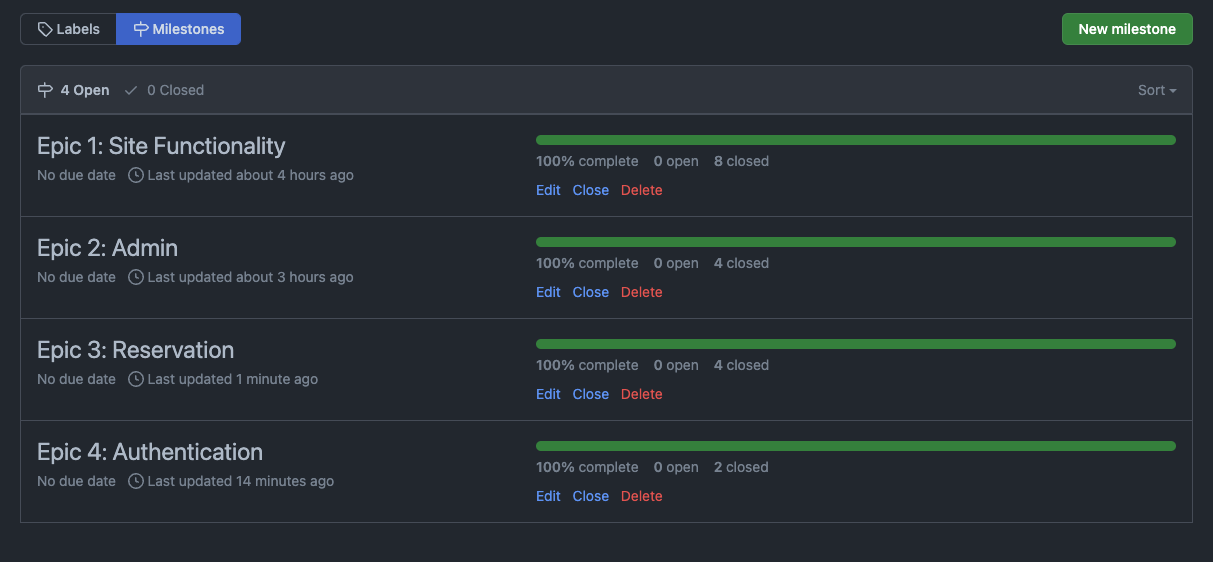 Labels Milestones New milestone
4 Open 0 Closed Sort
Epic 1: Site Functionality
No due date Last updated about 4 hours ago
100% complete 0 open 8 closed
Edit Close Delete
Epic 2: Admin
No due date Last updated about 3 hours ago
100% complete 0 open 4 closed
Edit Close Delete
Epic 3: Reservation
No due date Last updated 1 minute ago
100% complete 0 open 4 closed
Edit Close Delete
Epic 4: Authentication
No due date Last updated 14 minutes ago
100% complete 0 open 2 closed
Edit Close Delete